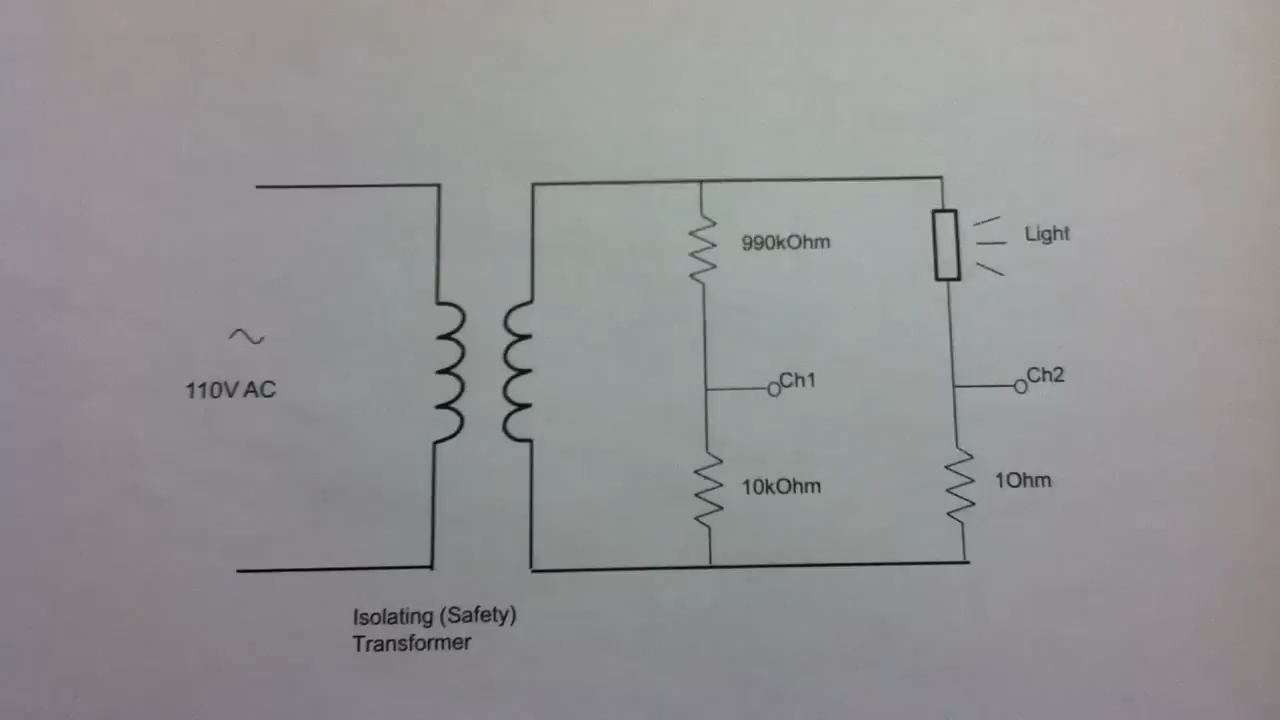 990kOhm
Light
110V AC
Ch1
Ch2
10kOhm
1Ohm
Isolating (Safety)
Transformer